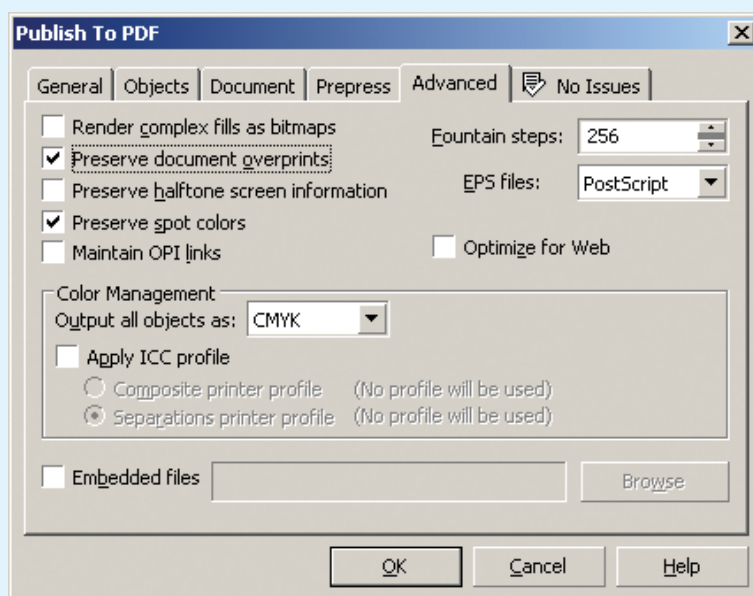 Publish To PDF
General Objects Document Prepress Advanced No Issues
Render complex fills as bitmaps
Preserve document overprints
Preserve halftone screen information
Preserve spot colors
Maintain OPI links
Fountain steps: 256
EPS files: PostScript
Optimize for Web
Color Management
Output all objects as: CMYK
Apply ICC profile
Composite printer profile (No profile will be used)
Separations printer profile (No profile will be used)
Embedded files Browse
OK Cancel Help